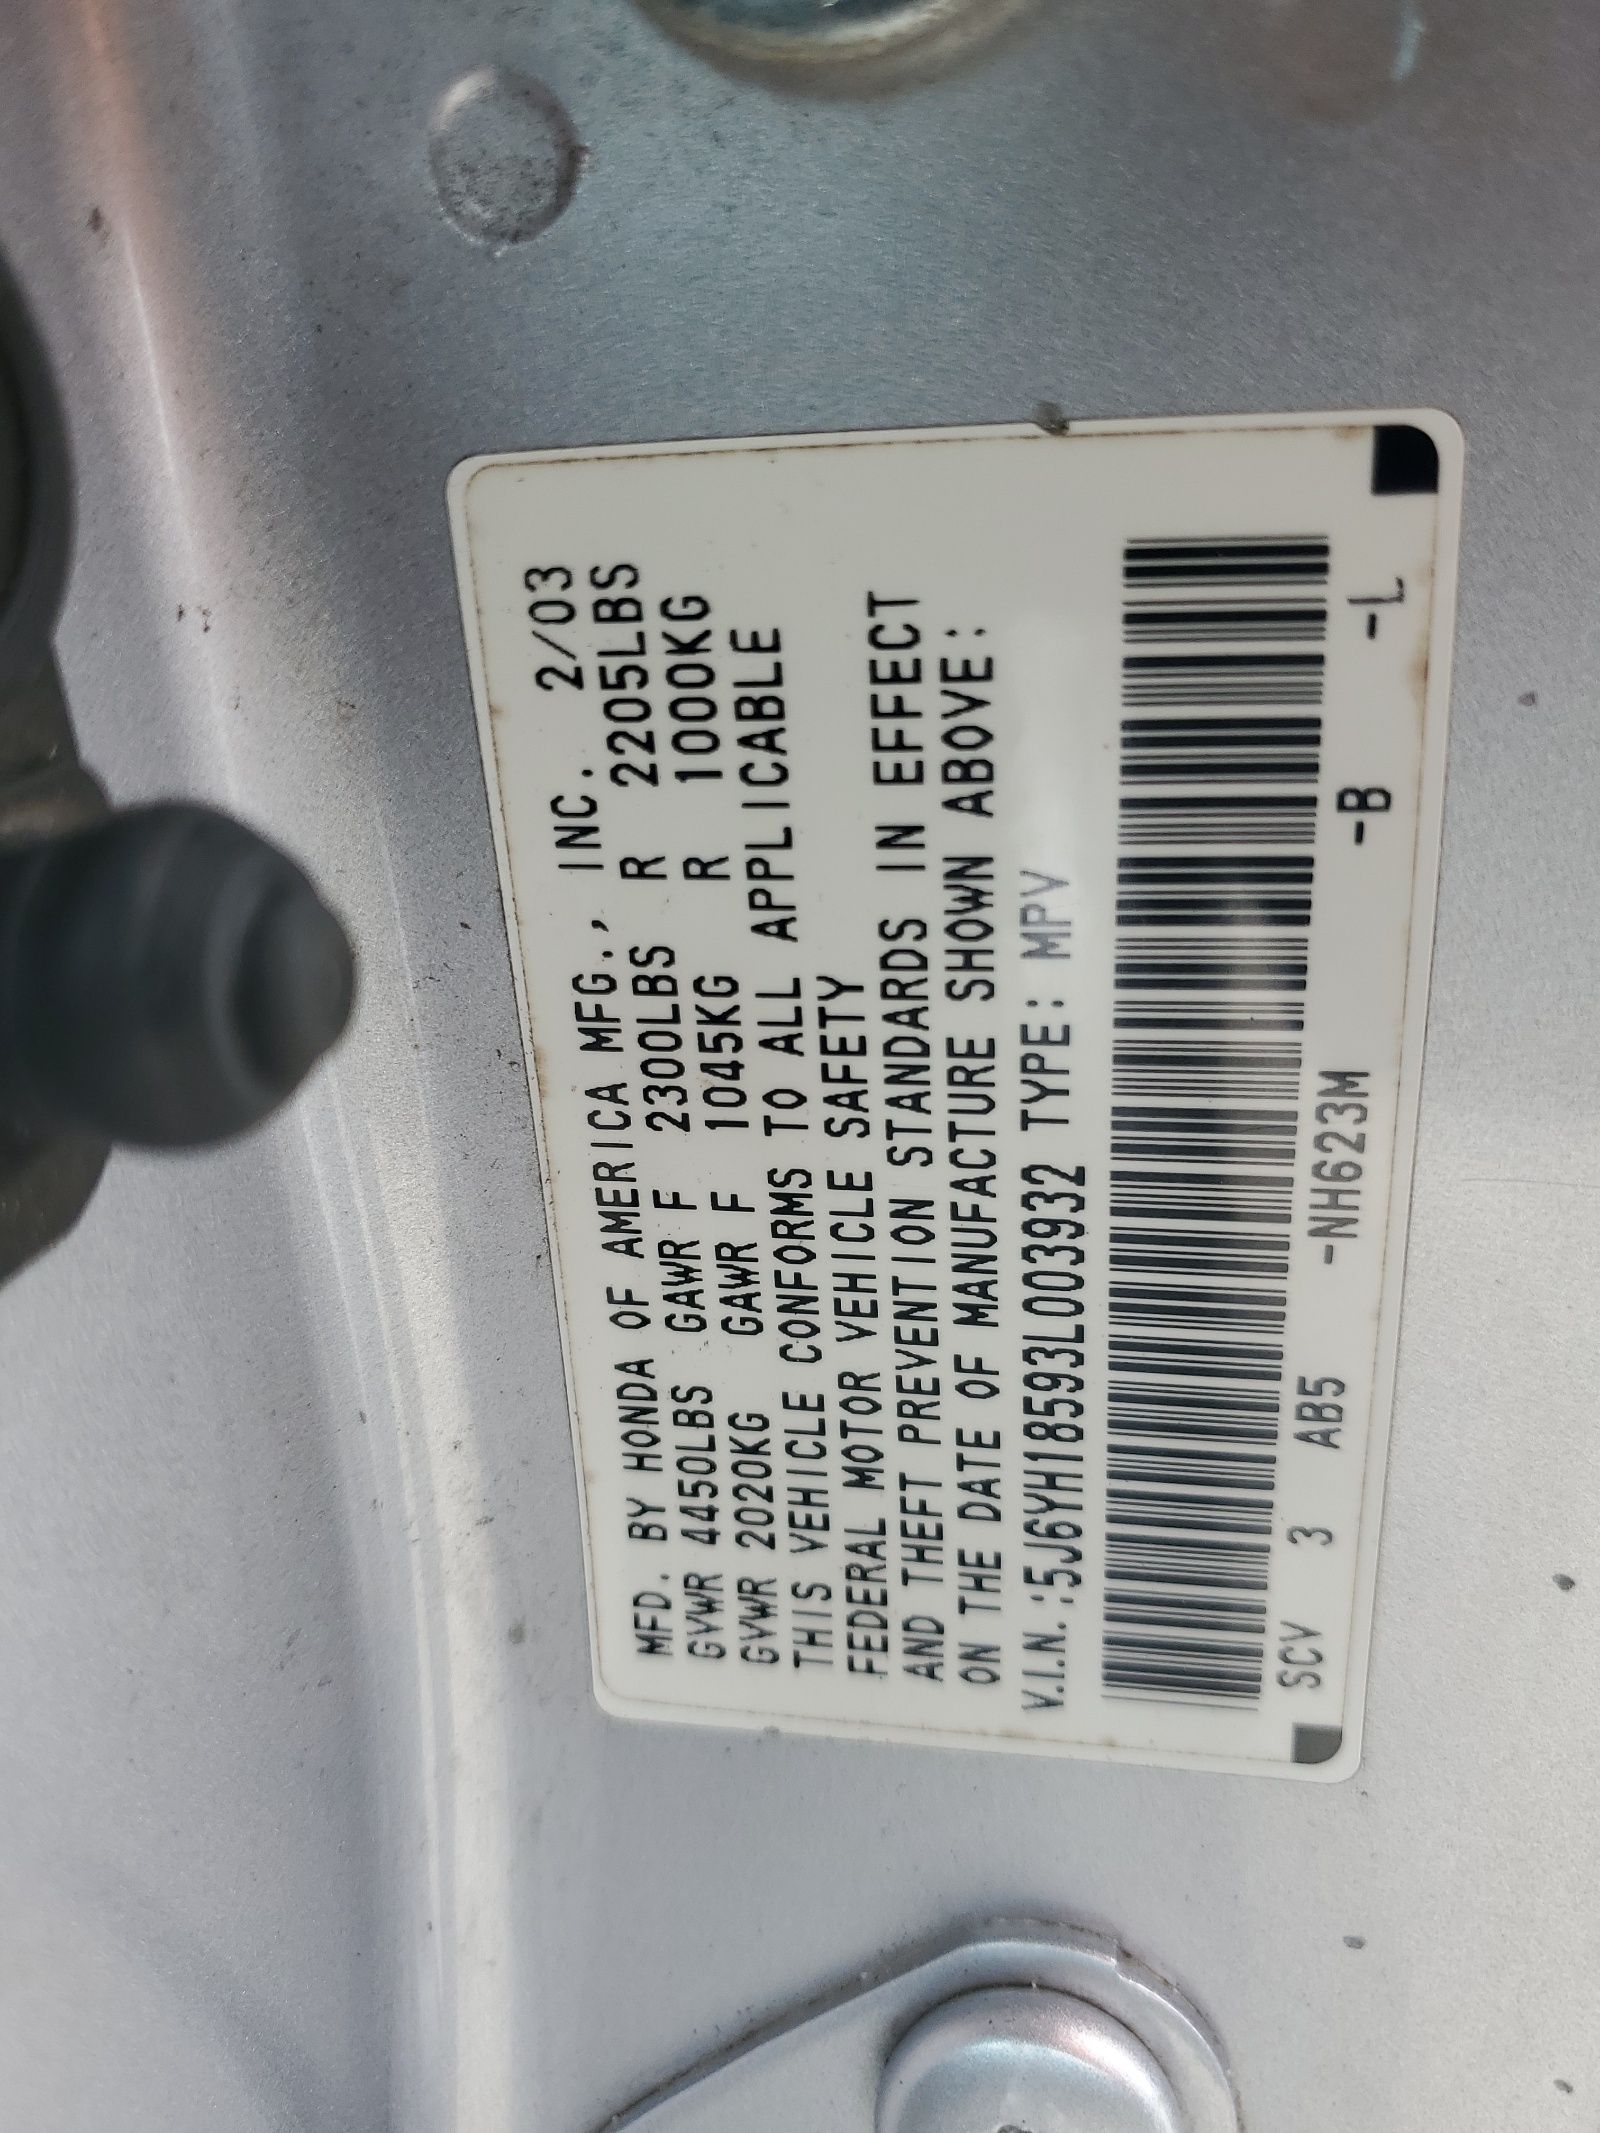 MFD. BY HONDA OF AMERICA MFG., INC. 2/03
GVWR 4450LBS GAWR F 2300LBS R 2205LBS
GVWR 2020KG GAWR F 1045KG R 1000KG
THIS VEHICLE CONFORMS TO ALL APPLICABLE
FEDERAL MOTOR VEHICLE SAFETY
AND THEFT PREVENTION STANDARDS IN EFFECT
ON THE DATE OF MANUFACTURE SHOWN ABOVE:
V.I.N.:5J6YH18593L003932 TYPE: MPV
SCV 3 AB5 -NH623M -B -L